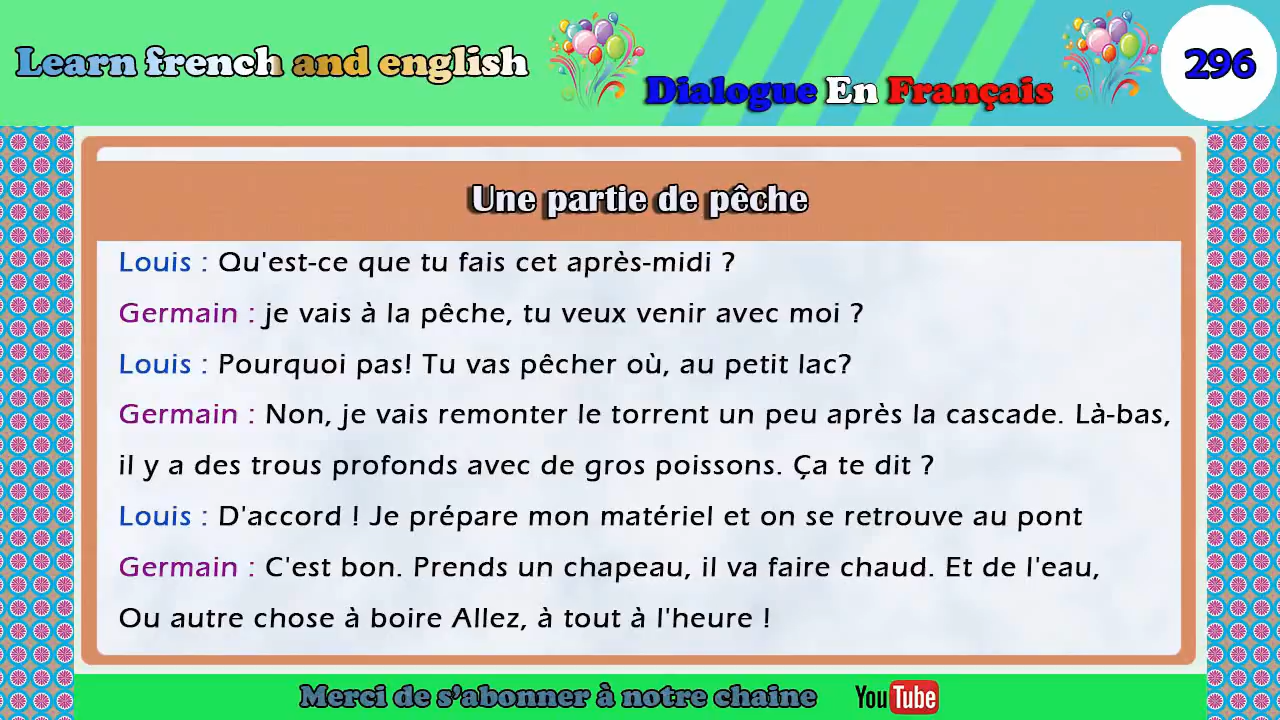 Learn french and english
Dialogue En Français
296
Une partie de pêche
Louis : Qu'est-ce que tu fais cet après-midi ?
Germain : je vais à la pêche, tu veux venir avec moi ?
Louis : Pourquoi pas! Tu vas pêcher où, au petit lac?
Germain : Non, je vais remonter le torrent un peu après la cascade. Là-bas,
il y a des trous profonds avec de gros poissons. Ça te dit ?
Louis : D'accord ! Je prépare mon matériel et on se retrouve au pont
Germain : C'est bon. Prends un chapeau, il va faire chaud. Et de l'eau,
Ou autre chose à boire Allez, à tout à l'heure !
Merci de s'abonner à notre chaine YouTube